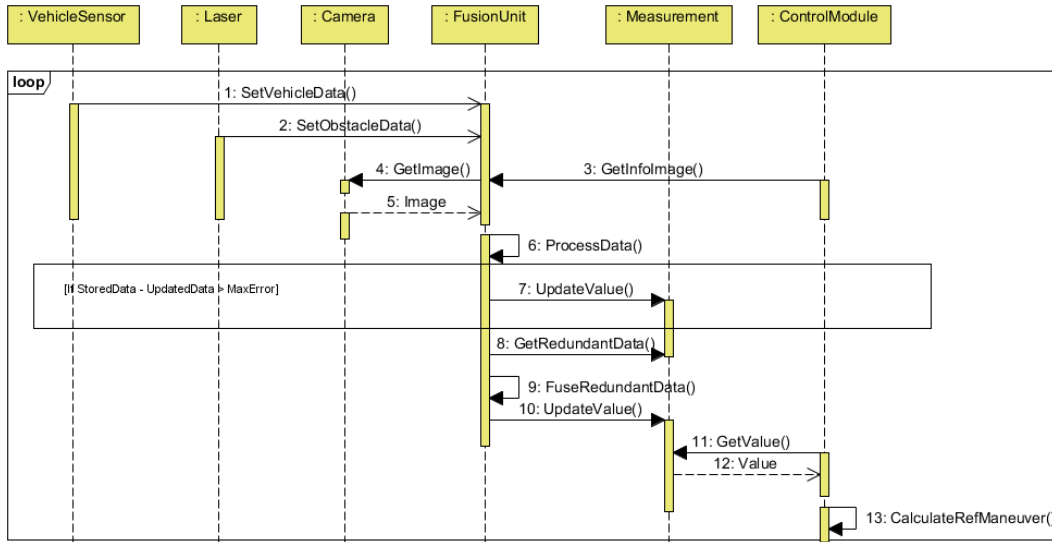 : VehicleSensor
: Laser
: Camera
: FusionUnit
: Measurement
: ControlModule
loop
1: SetVehicleData()
2: SetObstacleData()
3: GetInfoImage()
4: GetImage()
5: Image
6: ProcessData()
[If StoredData - UpdatedData > MaxError]
7: UpdateValue()
8: GetRedundantData()
9: FuseRedundantData()
10: UpdateValue()
11: GetValue()
12: Value
13: CalculateRefManeuver()